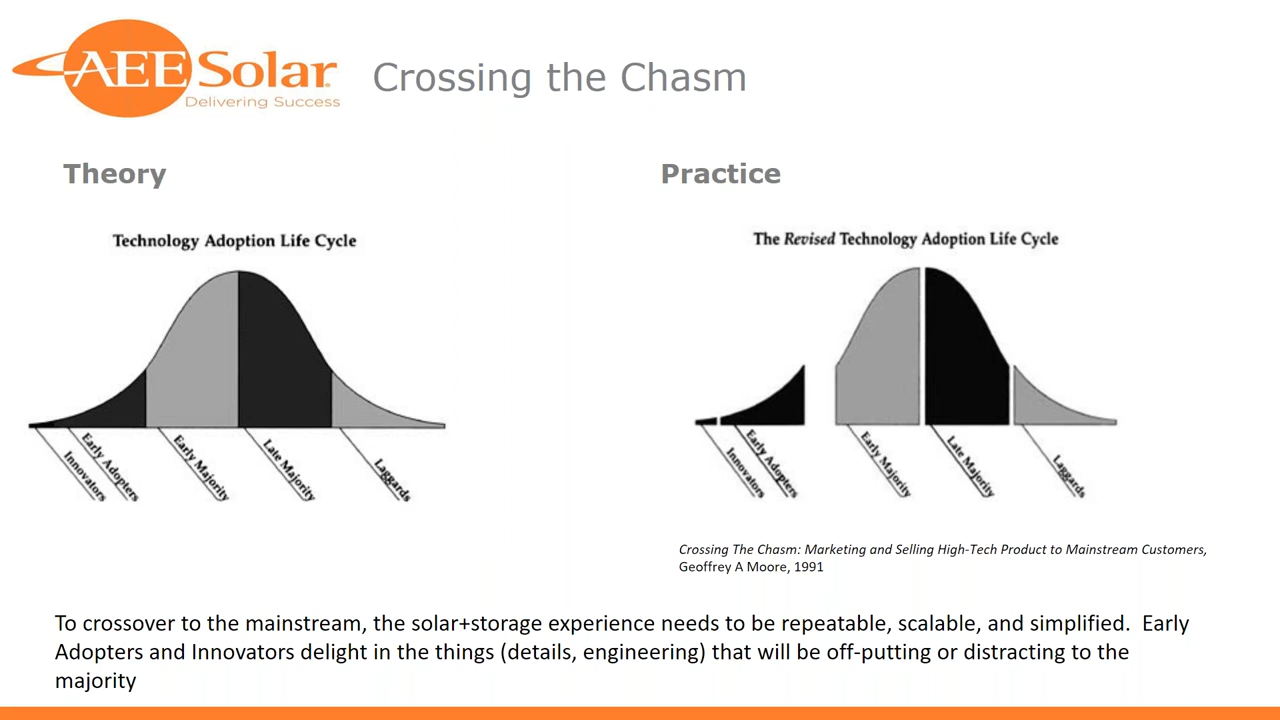 AEE Solar
Delivering Success
Crossing the Chasm
Theory
Practice
Technology Adoption Life Cycle
Innovators
Early Adopters
Early Majority
Late Majority
Laggards
The Revised Technology Adoption Life Cycle
Innovators
Early Adopters
Early Majority
Late Majority
Laggards
Crossing The Chasm: Marketing and Selling High-Tech Product to Mainstream Customers,
Geoffrey A Moore, 1991
To crossover to the mainstream, the solar+storage experience needs to be repeatable, scalable, and simplified.  Early
Adopters and Innovators delight in the things (details, engineering) that will be off-putting or distracting to the
majority